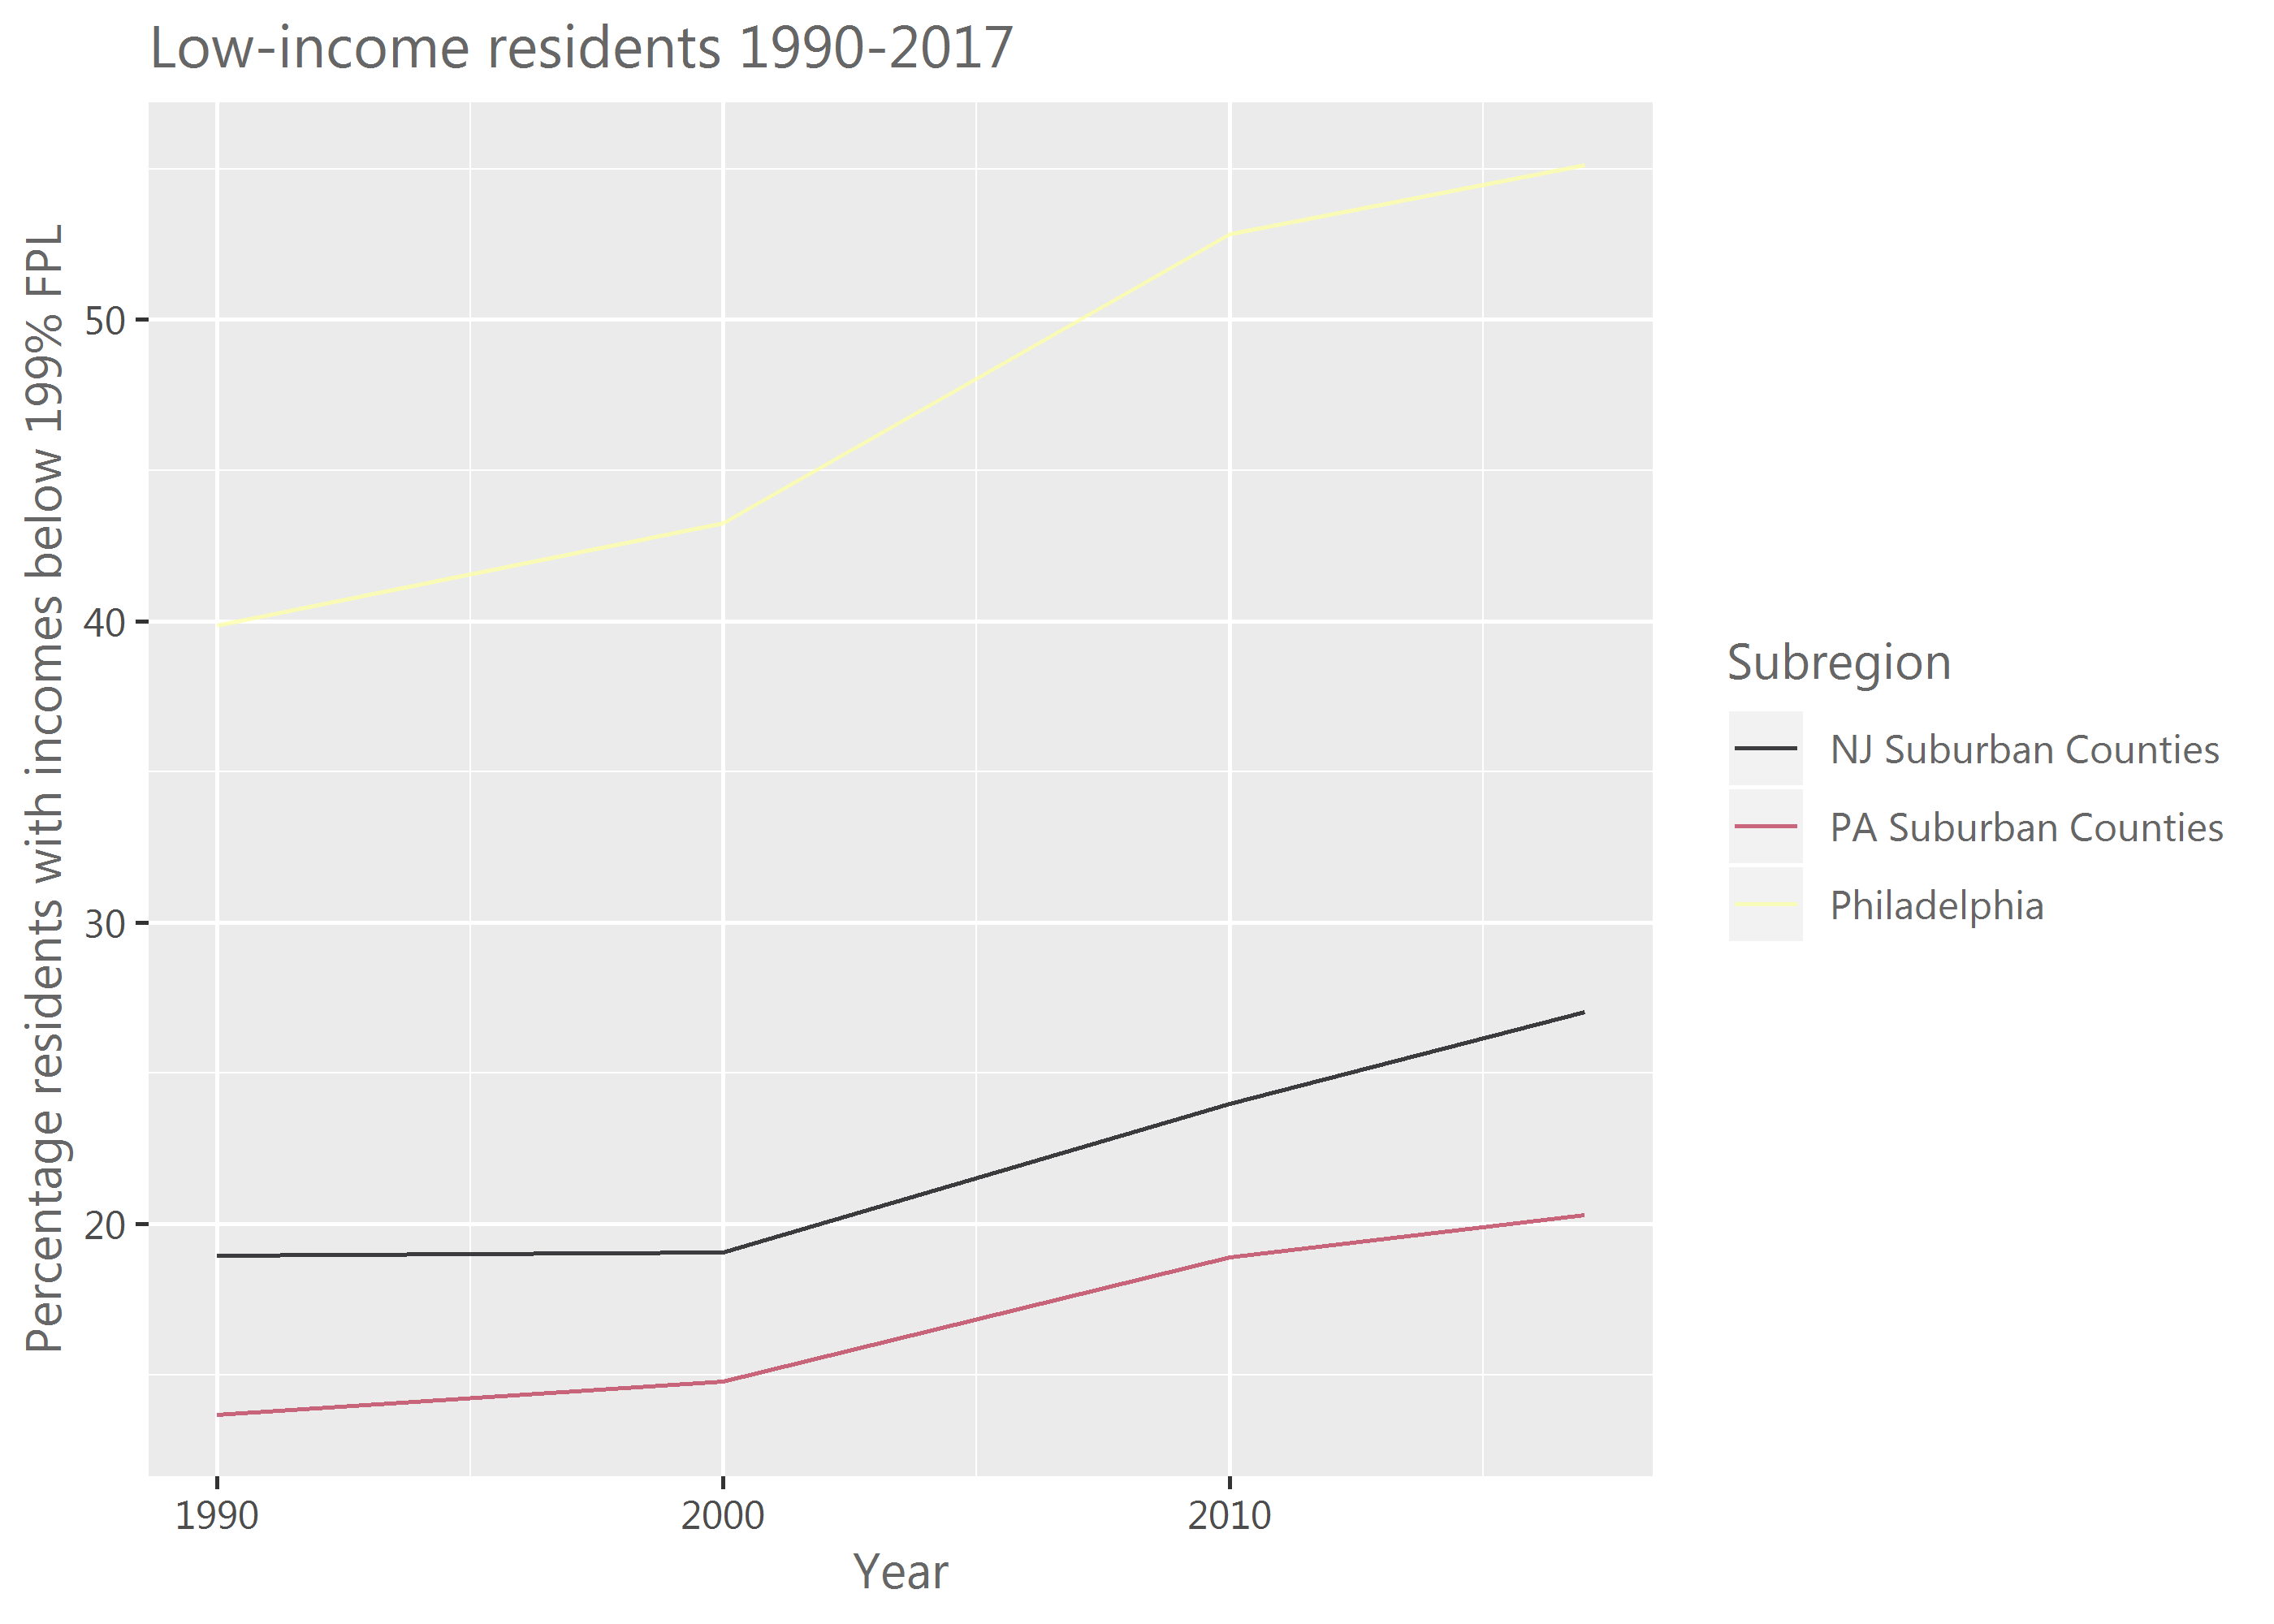 Low-income residents 1990-2017
Percentage residents with incomes below 199% FPL
50
40
30
20
1990
2000
2010
Year
Subregion
NJ Suburban Counties
PA Suburban Counties
Philadelphia